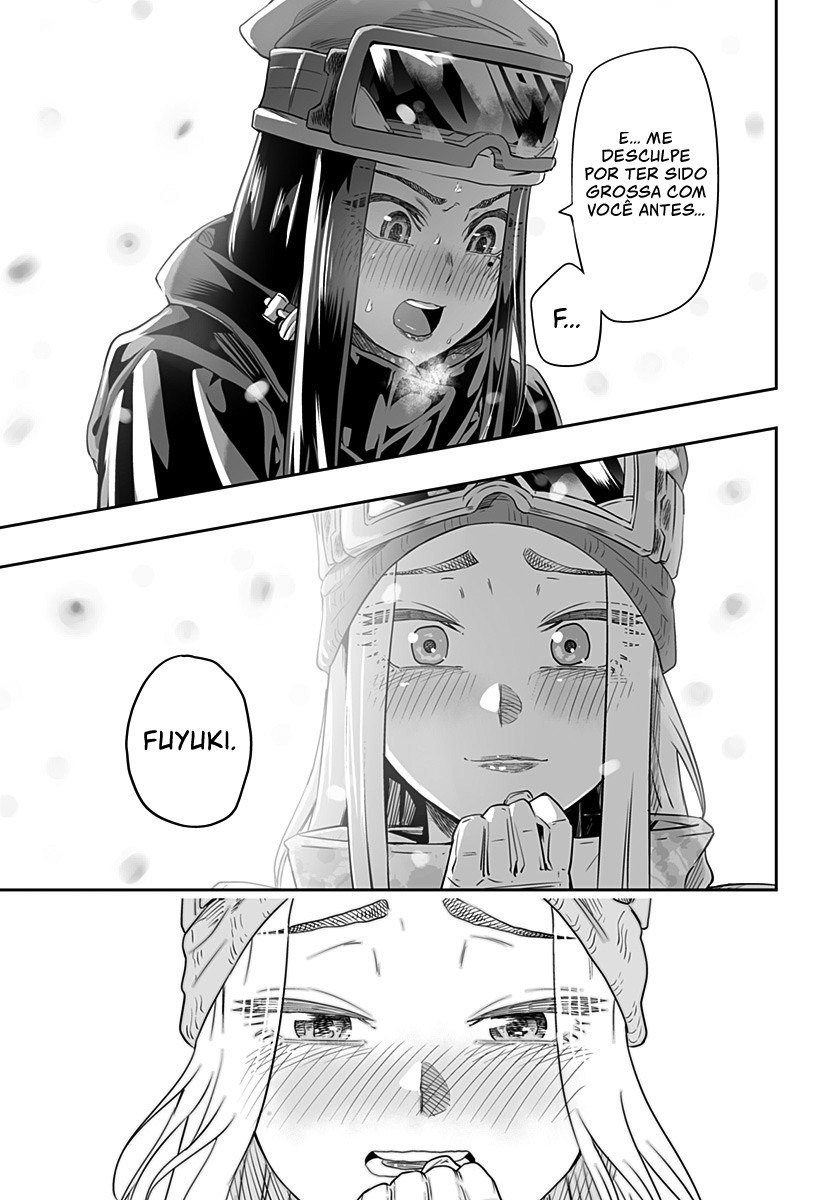 E... ME
DESCULPE
POR TER SIDO
GROSSA COM
VOCÊ ANTES...
F...
FUYUKI.